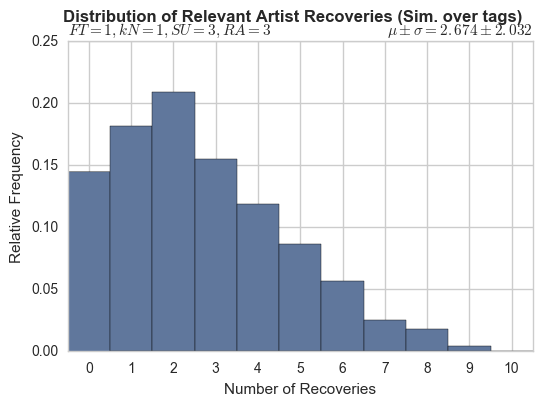 Distribution of Relevant Artist Recoveries (Sim. over tags)
FT = 1, kN = 1, SU = 3, RA = 3 μ ± σ = 2.674 ± 2.032
0.25
0.20
0.15
0.10
0.05
0.00
Relative Frequency
0 1 2 3 4 5 6 7 8 9 10
Number of Recoveries